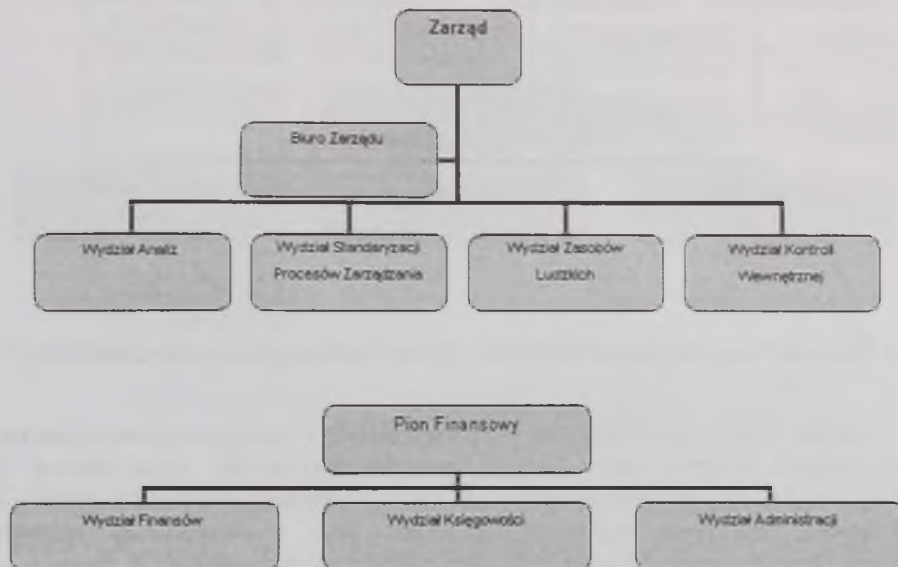 Zarząd
Biuro Zarządu
Wydział Analiz
Wydział Standaryzacji
Procesów Zarządzania
Wydział Zasobów
Ludzkich
Wydział Kontroli
Wewnętrznej
Pion Finansowy
Wydział Finansów
Wydział Księgowości
Wydział Administracji